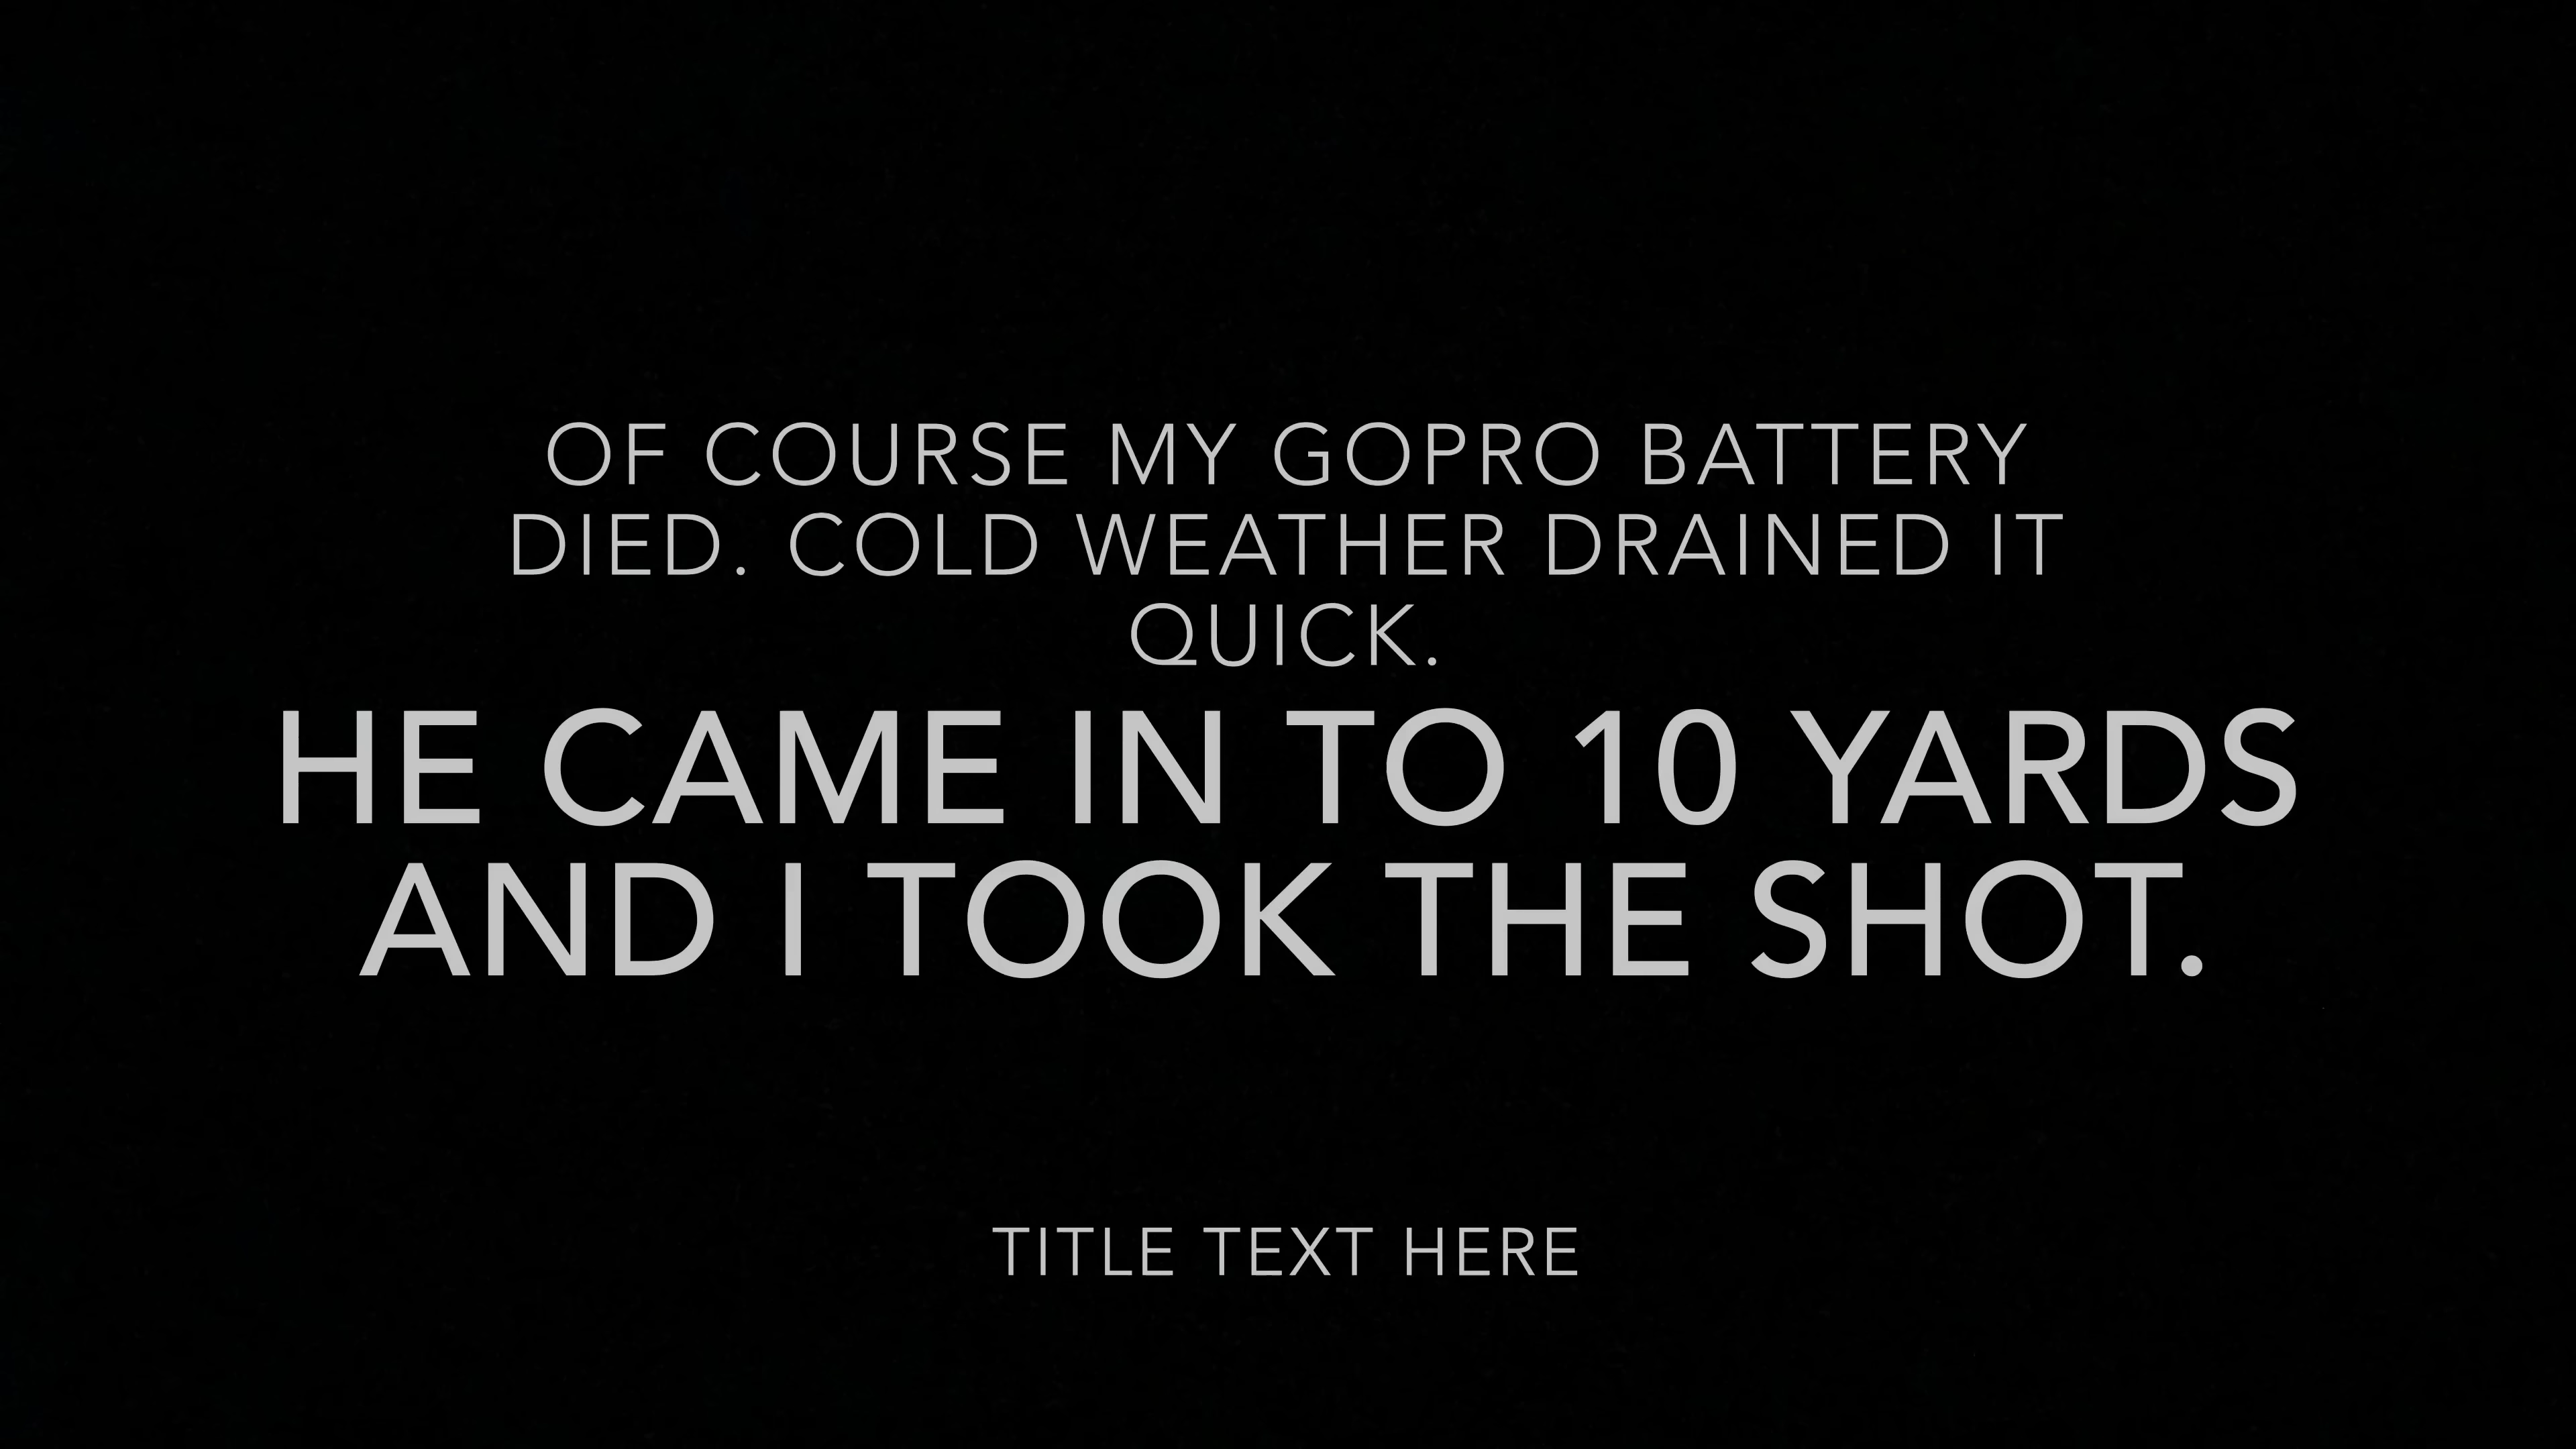 OF COURSE MY GOPRO BATTERY
DIED. COLD WEATHER DRAINED IT
QUICK.
HE CAME IN TO 10 YARDS
AND I TOOK THE SHOT.
TITLE TEXT HERE